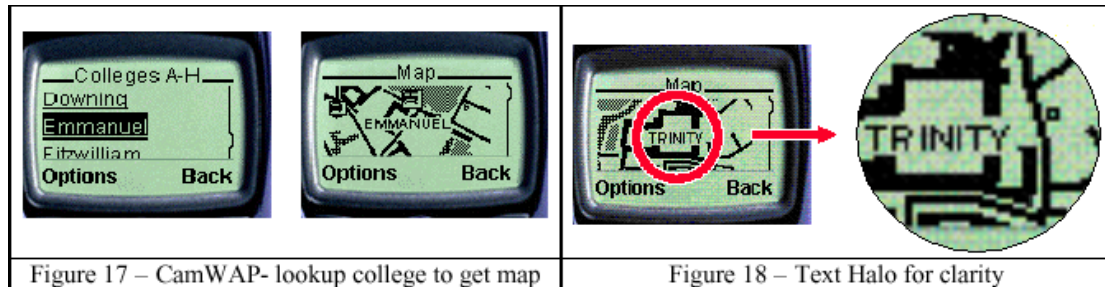 Colleges A-H
Downing
Emmanuel
Fitzwilliam
Options Back
Map
EMMANUEL
Options Back
Map
TRINITY
Options Back
TRINITY
Figure 17 – CamWAP- lookup college to get map
Figure 18 – Text Halo for clarity